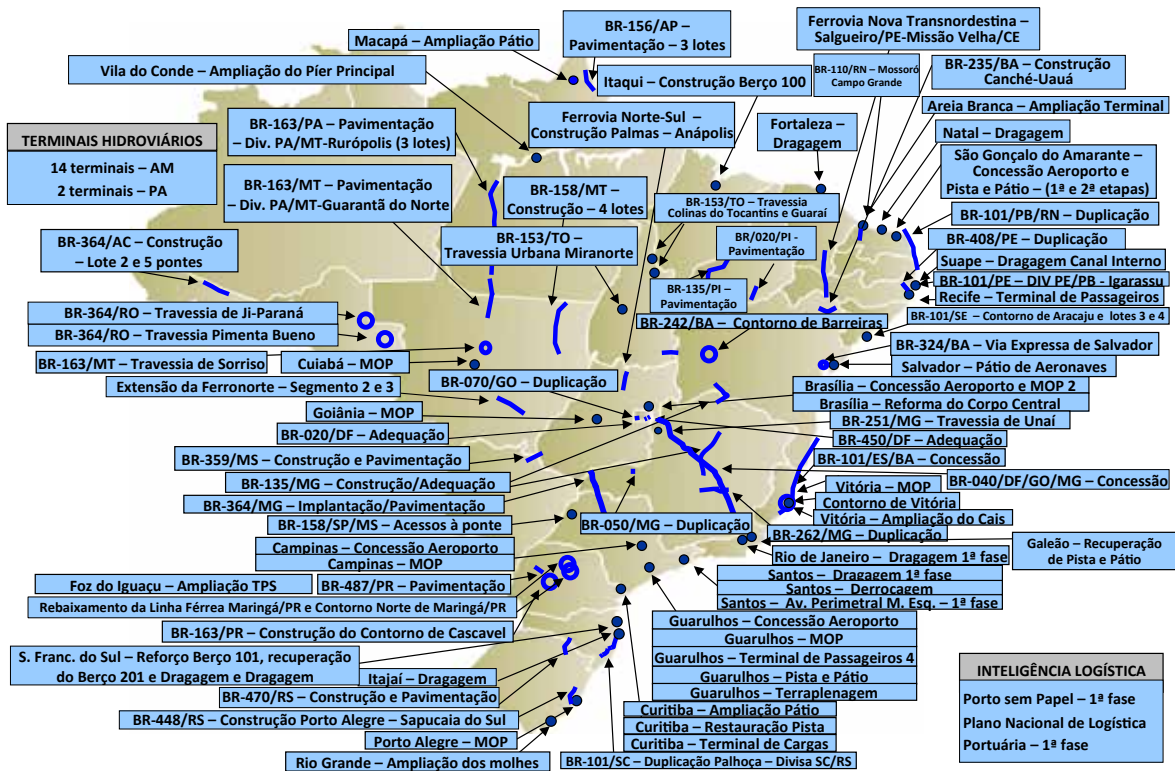 Macapá – Ampliação Pátio
BR-156/AP –
Pavimentação – 3 lotes
Ferrovia Nova Transnordestina –
Salgueiro/PE-Missão Velha/CE
Vila do Conde – Ampliação do Píer Principal
Itaqui – Construção Berço 100
BR-110/RN – Mossoró
Campo Grande
BR-235/BA – Construção
Canché-Uauá
Areia Branca – Ampliação Terminal
TERMINAIS HIDROVIÁRIOS
14 terminais – AM
2 terminais – PA
BR-163/PA – Pavimentação
– Div. PA/MT-Rurópolis (3 lotes)
Ferrovia Norte-Sul
– Construção Palmas – Anápolis
Fortaleza –
Dragagem
Natal – Dragagem
São Gonçalo do Amarante –
Concessão Aeroporto e
Pista e Pátio – (1ª e 2ª etapas)
BR-163/MT – Pavimentação
– Div. PA/MT-Guarantã do Norte
BR-158/MT –
Construção – 4 lotes
BR-153/TO – Travessia
Colinas do Tocantins e Guaraí
BR-101/PB/RN – Duplicação
BR-364/AC – Construção
– Lote 2 e 5 pontes
BR-153/TO –
Travessia Urbana Miranorte
BR/020/PI -
Pavimentação
BR-408/PE – Duplicação
Suape – Dragagem Canal Interno
BR-101/PE – DIV PE/PB - Igarassu
Recife – Terminal de Passageiros
BR-135/PI –
Pavimentação
BR-364/RO – Travessia de Ji-Paraná
BR-364/RO – Travessia Pimenta Bueno
BR-242/BA – Contorno de Barreiras
BR-101/SE – Contorno de Aracaju e lotes 3 e 4
BR-324/BA – Via Expressa de Salvador
BR-163/MT – Travessia de Sorriso
Cuiabá – MOP
Salvador – Pátio de Aeronaves
Extensão da Ferronorte – Segmento 2 e 3
BR-070/GO – Duplicação
Brasília – Concessão Aeroporto e MOP 2
Brasília – Reforma do Corpo Central
Goiânia – MOP
BR-251/MG – Travessia de Unaí
BR-020/DF – Adequação
BR-450/DF – Adequação
BR-359/MS – Construção e Pavimentação
BR-101/ES/BA – Concessão
BR-135/MG – Construção/Adequação
Vitória – MOP
BR-040/DF/GO/MG – Concessão
BR-364/MG – Implantação/Pavimentação
Contorno de Vitória
Vitória – Ampliação do Cais
BR-158/SP/MS – Acessos à ponte
BR-050/MG – Duplicação
BR-262/MG – Duplicação
Campinas – Concessão Aeroporto
Campinas – MOP
Rio de Janeiro – Dragagem 1ª fase
Galeão – Recuperação
de Pista e Pátio
Foz do Iguaçu – Ampliação TPS
BR-487/PR – Pavimentação
Santos – Dragagem 1ª fase
Santos – Derrocagem
Santos – Av. Perimetral M. Esq. – 1ª fase
Rebaixamento da Linha Férrea Maringá/PR e Contorno Norte de Maringá/PR
Guarulhos – Concessão Aeroporto
Guarulhos – MOP
Guarulhos – Terminal de Passageiros 4
Guarulhos – Pista e Pátio
Guarulhos – Terraplenagem
BR-163/PR – Construção do Contorno de Cascavel
S. Franc. do Sul – Reforço Berço 101, recuperação
do Berço 201 e Dragagem e Dragagem
Itajaí – Dragagem
BR-470/RS – Construção e Pavimentação
Curitiba – Ampliação Pátio
Curitiba – Restauração Pista
Curitiba – Terminal de Cargas
BR-448/RS – Construção Porto Alegre – Sapucaia do Sul
Porto Alegre – MOP
Rio Grande – Ampliação dos molhes
BR-101/SC – Duplicação Palhoça – Divisa SC/RS
INTELIGÊNCIA LOGÍSTICA
Porto sem Papel – 1ª fase
Plano Nacional de Logística
Portuária – 1ª fase